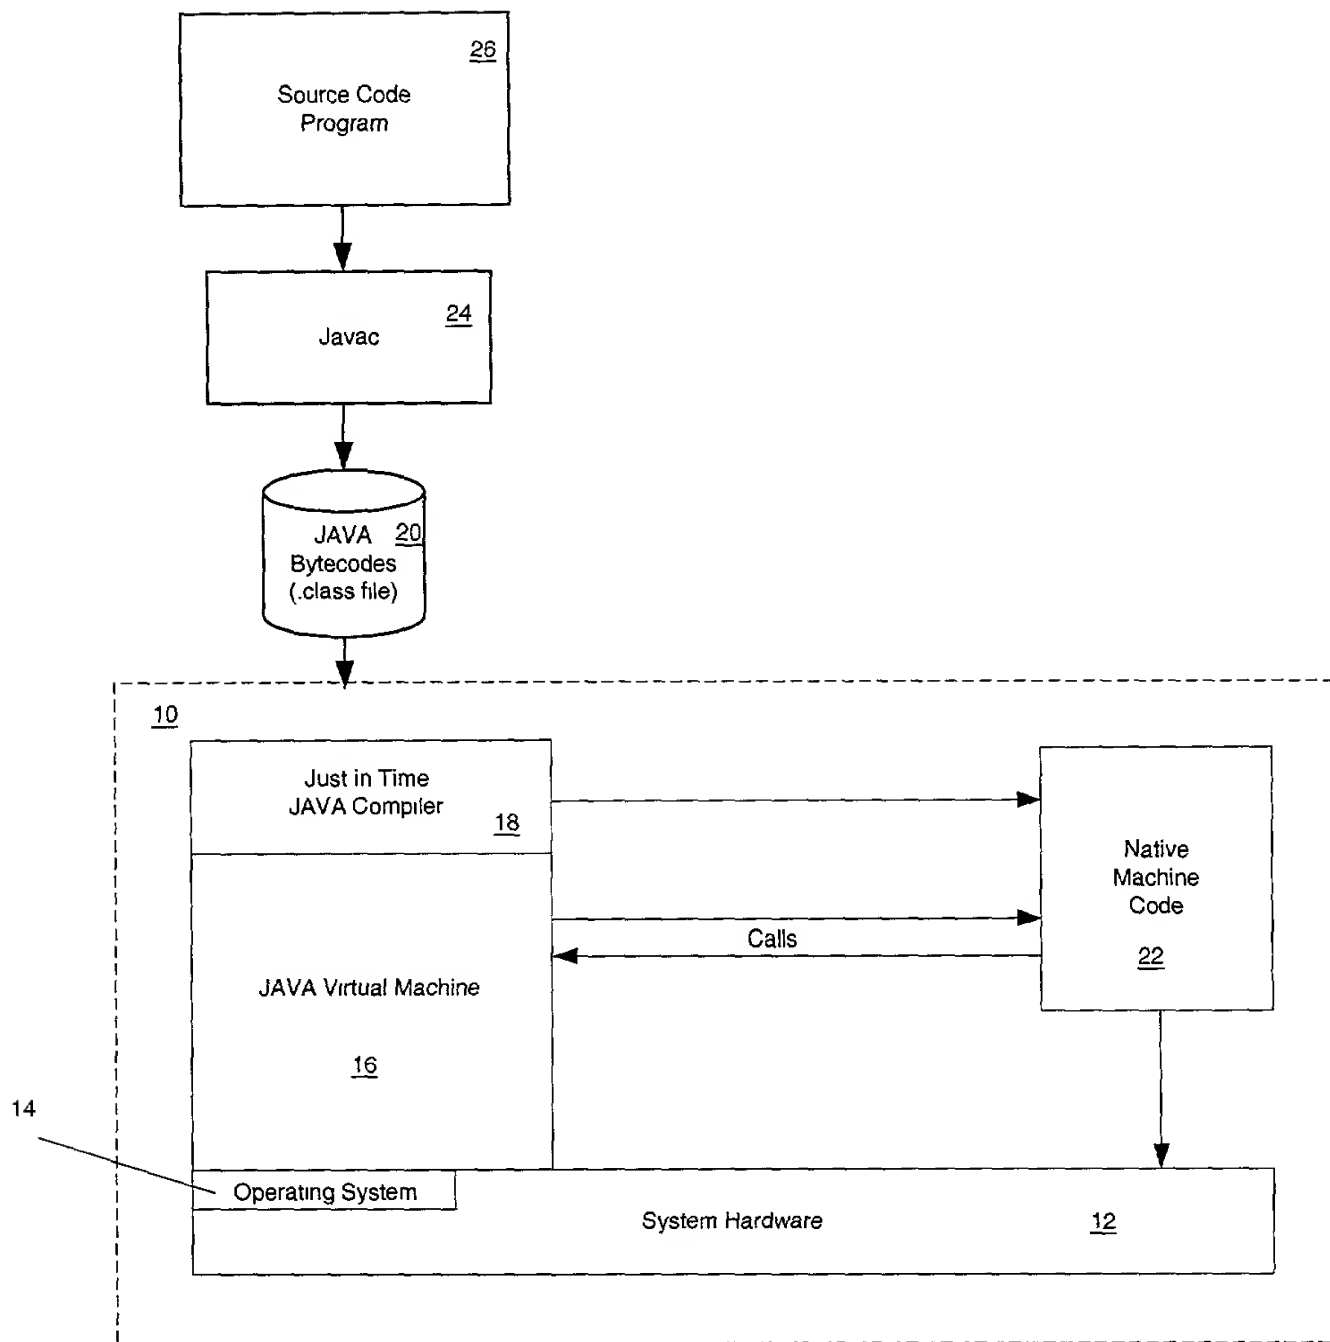 26
Source Code
Program
24
Javac
JAVA 20
Bytecodes
(.class file)
10
Just in Time
JAVA Compiler
18
Native
Machine
Code
22
Calls
JAVA Virtual Machine
16
14
Operating System
System Hardware 12